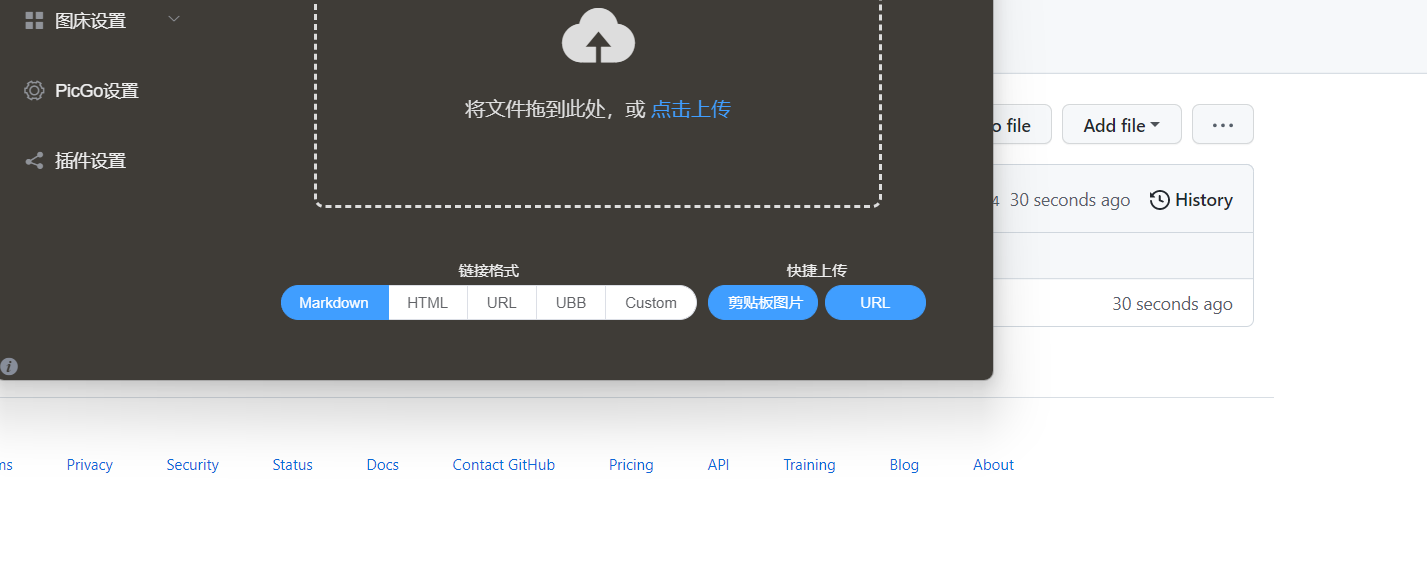 图床设置
PicGo设置
插件设置
将文件拖到此处，或 点击上传
链接格式
Markdown HTML URL UBB Custom
快捷上传
剪贴板图片 URL
file Add file
4 30 seconds ago History
30 seconds ago
Privacy Security Status Docs Contact GitHub Pricing API Training Blog About